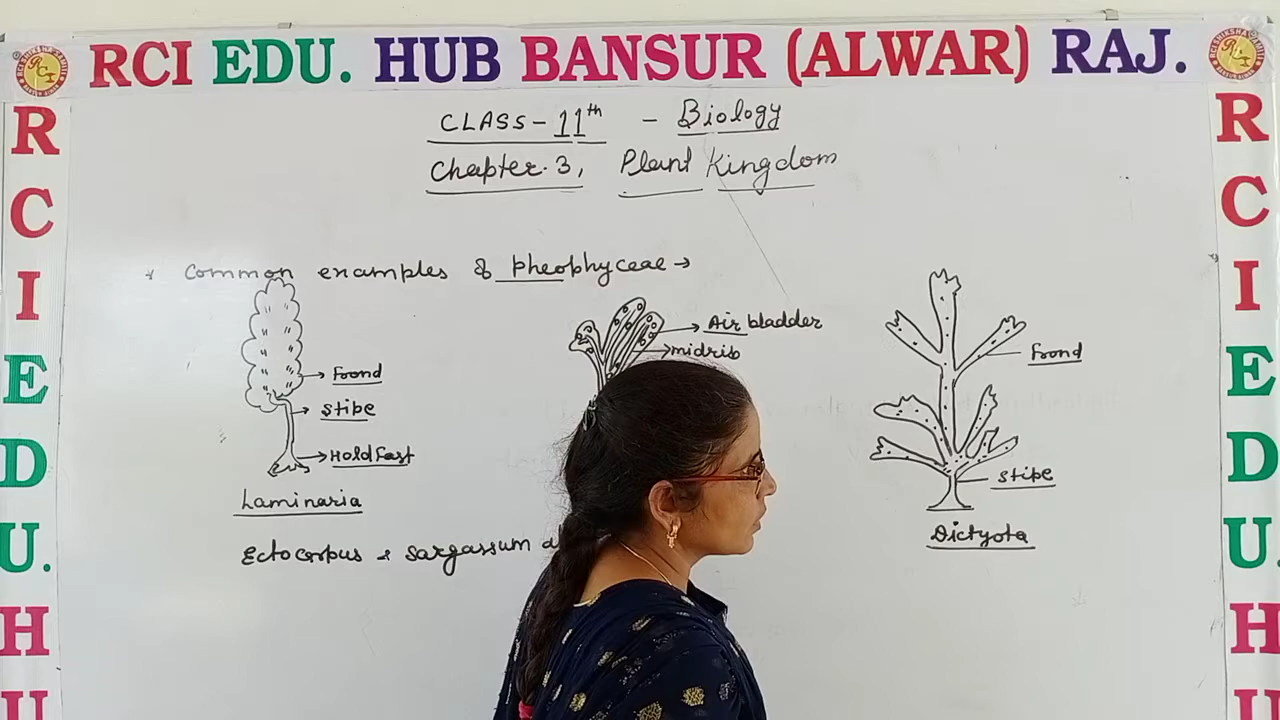 RCI EDU. HUB BANSUR (ALWAR) RAJ.
CLASS - 11th - Biology
Chapter. 3, Plant Kingdom
Common examples of pheophyceae →
Air bladder
midrib
Frond
Stipe
Hold Fast
Laminaria
Frond
Stipe
Dictyota
Ectocarpus & Sargassum
R
C
I
E
D
U.
H
U
R
C
I
E
D
U.
H
U